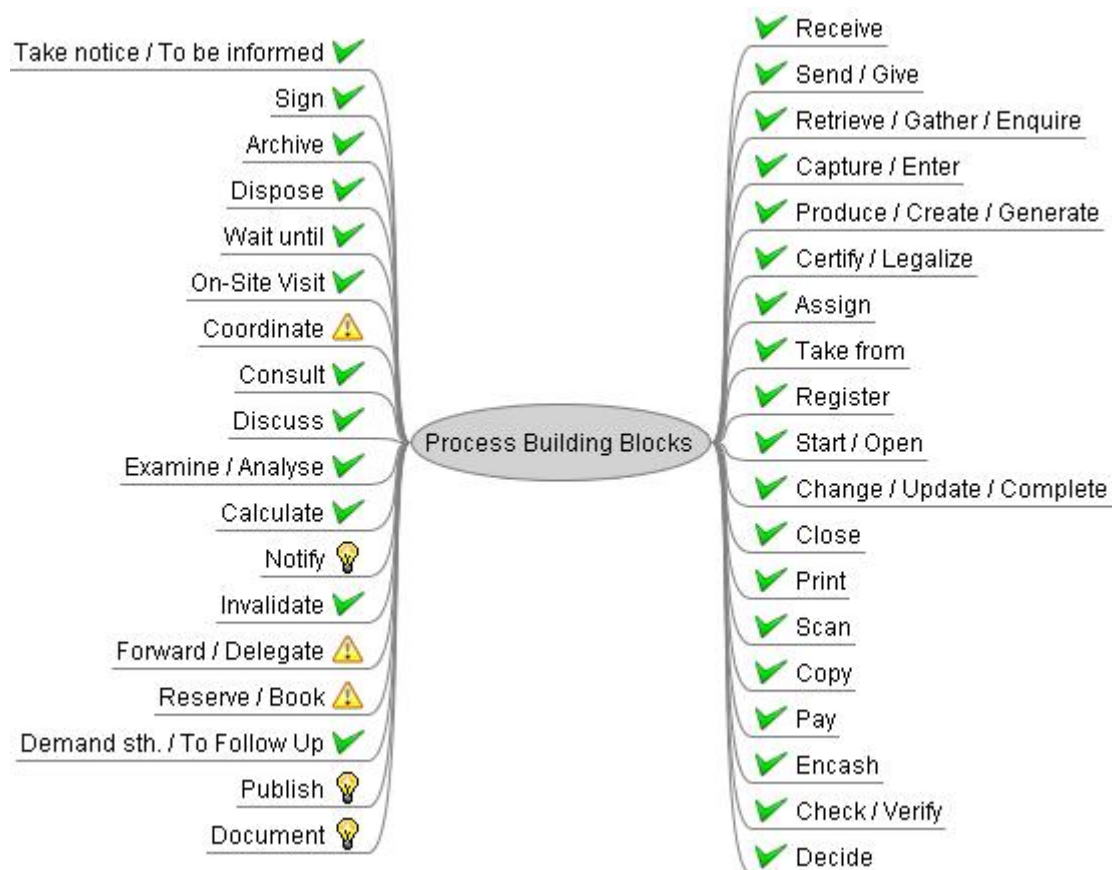 Take notice / To be informed
Sign
Archive
Dispose
Wait until
On-Site Visit
Coordinate
Consult
Discuss
Examine / Analyse
Calculate
Notify
Invalidate
Forward / Delegate
Reserve / Book
Demand sth. / To Follow Up
Publish
Document
Process Building Blocks
Receive
Send / Give
Retrieve / Gather / Enquire
Capture / Enter
Produce / Create / Generate
Certify / Legalize
Assign
Take from
Register
Start / Open
Change / Update / Complete
Close
Print
Scan
Copy
Pay
Encash
Check / Verify
Decide